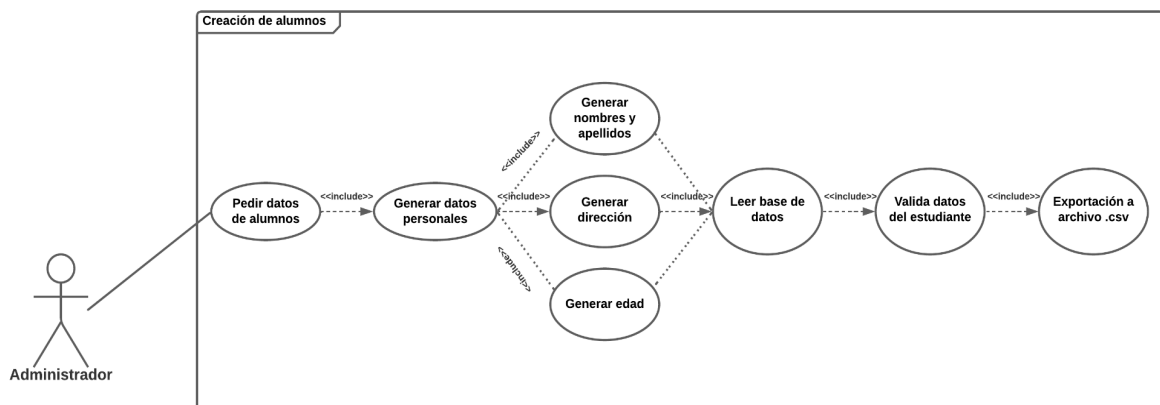 Creación de alumnos
Administrador
Pedir datos
de alumnos
<<include>>
Generar datos
personales
<<include>>
<<include>>
<<include>>
Generar
nombres y
apellidos
Generar
dirección
Generar edad
<<include>>
Leer base de
datos
<<include>>
Valida datos
del estudiante
<<include>>
Exportación a
archivo .csv